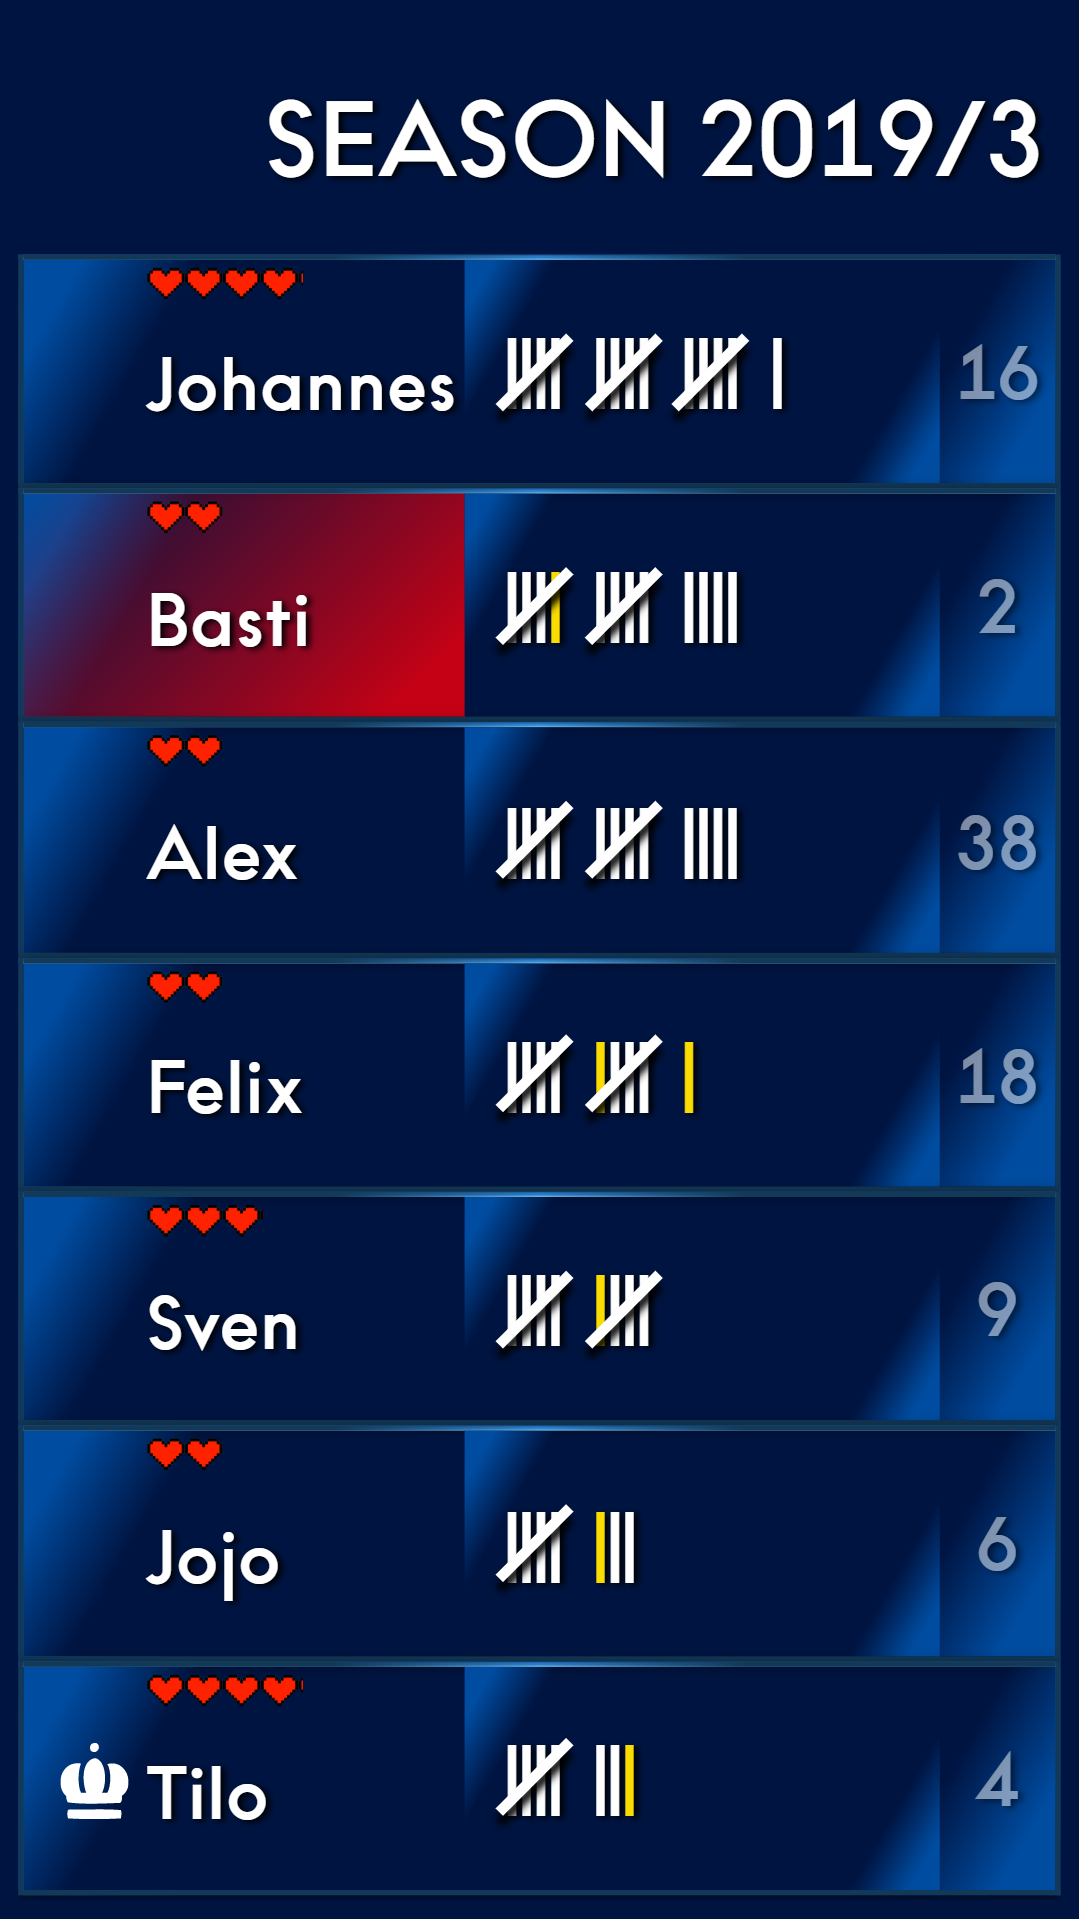 SEASON 2019/3
Johannes 16
Basti 2
Alex 38
Felix 18
Sven 9
Jojo 6
Tilo 4